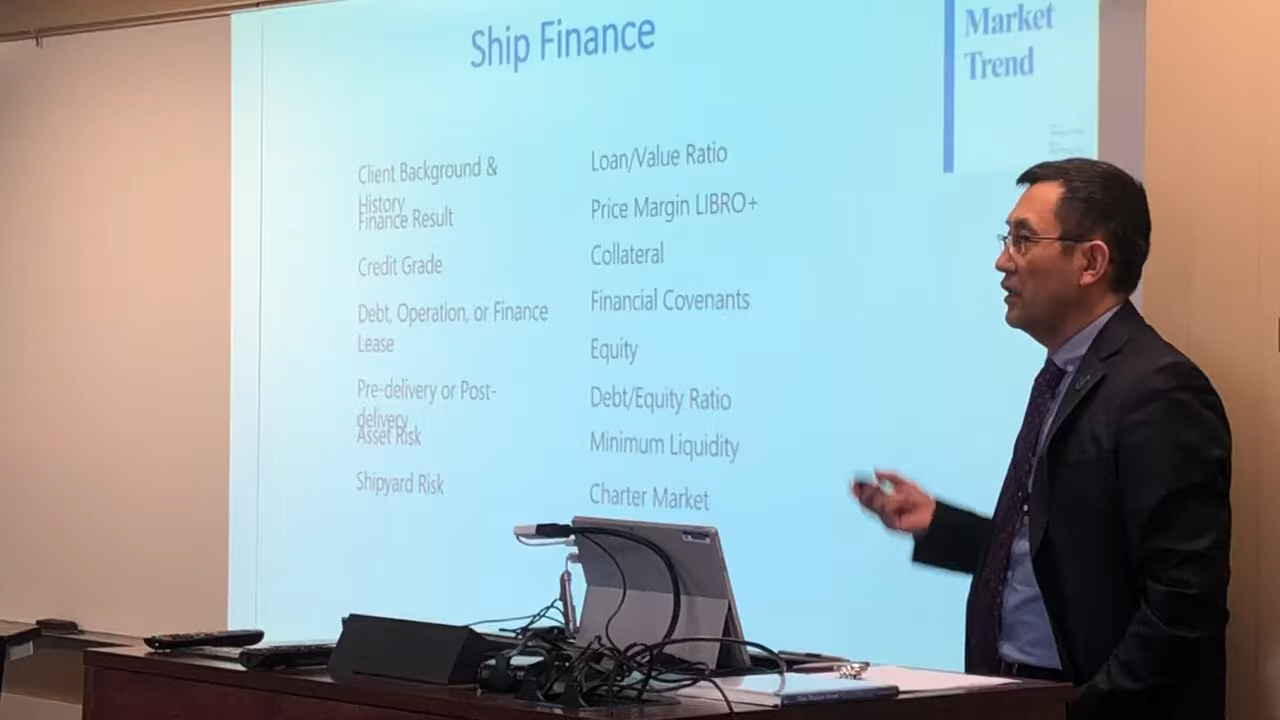 Ship Finance
Market
Trend
Client Background &
History
Finance Result
Credit Grade
Debt, Operation, or Finance
Lease
Pre-delivery or Post-
delivery
Asset Risk
Shipyard Risk
Loan/Value Ratio
Price Margin LIBRO+
Collateral
Financial Covenants
Equity
Debt/Equity Ratio
Minimum Liquidity
Charter Market